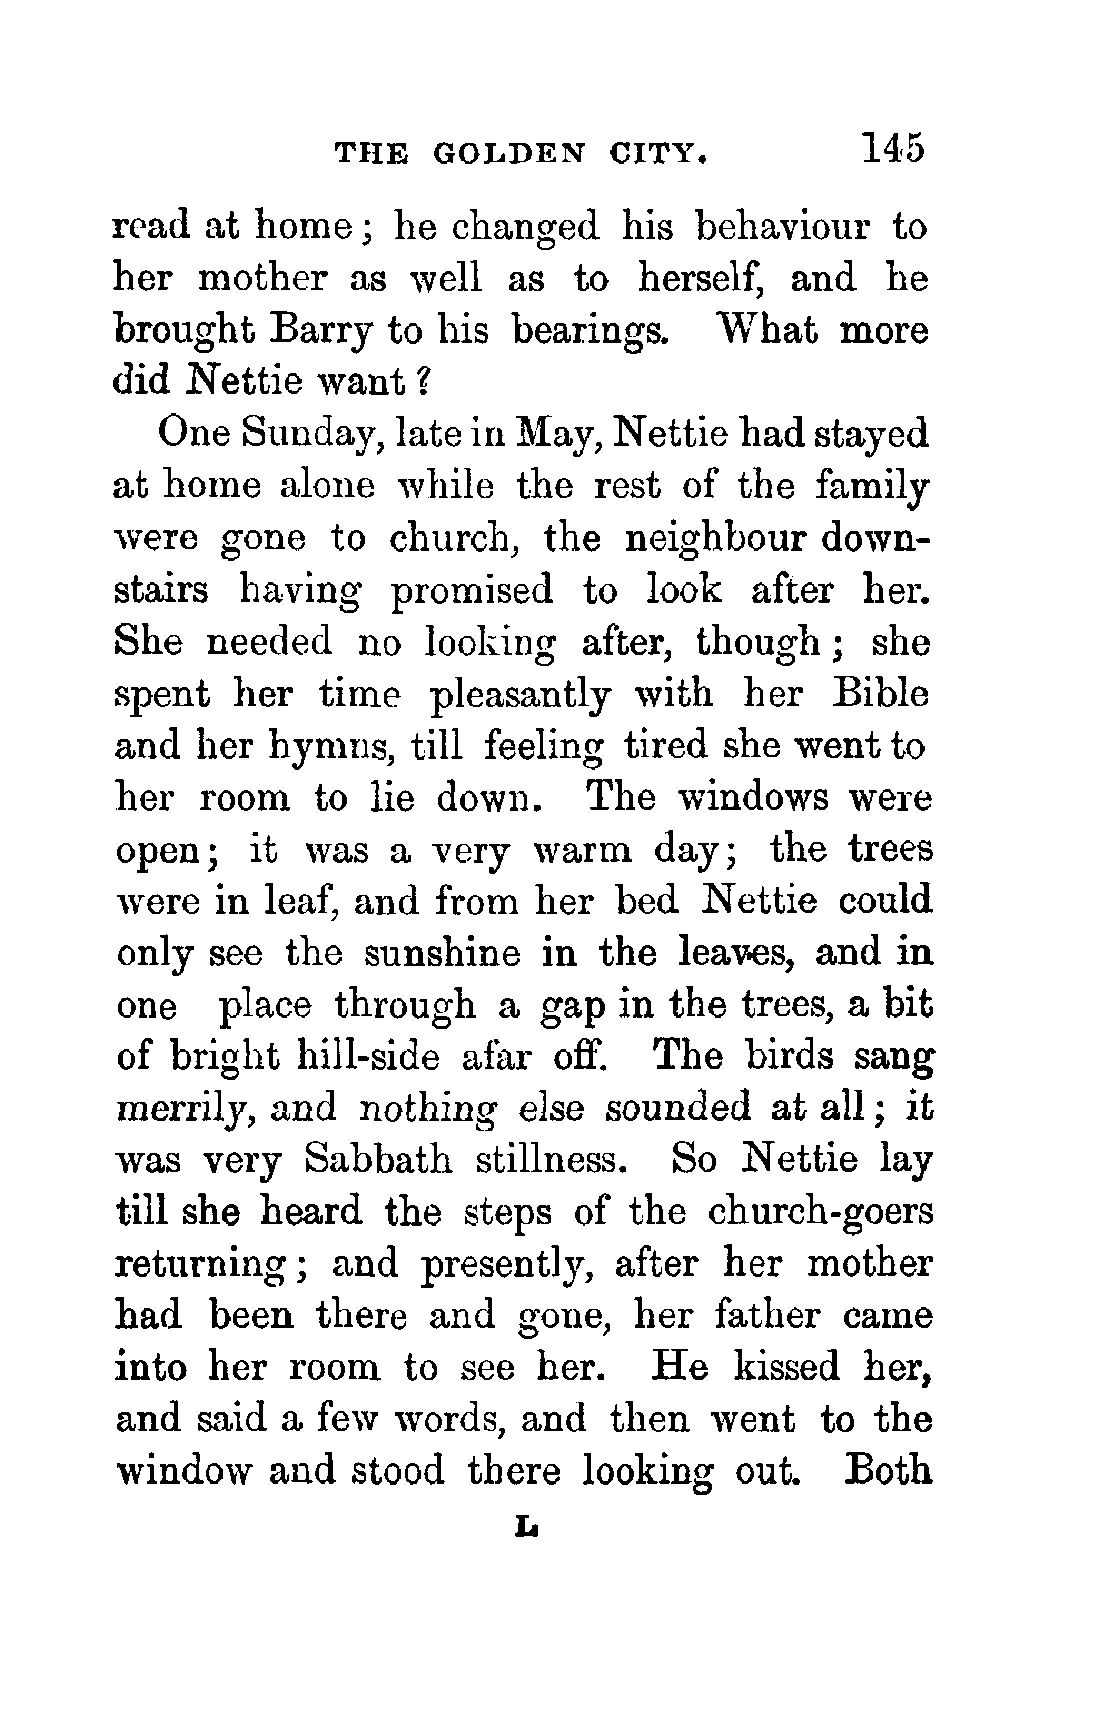 THE GOLDEN CITY. 145
read at home; he changed his behaviour to
her mother as well as to herself, and he
brought Barry to his bearings. What more
did Nettie want?
One Sunday, late in May, Nettie had stayed
at home alone while the rest of the family
were gone to church, the neighbour down-
stairs having promised to look after her.
She needed no looking after, though; she
spent her time pleasantly with her Bible
and her hymns, till feeling tired she went to
her room to lie down. The windows were
open; it was a very warm day; the trees
were in leaf, and from her bed Nettie could
only see the sunshine in the leaves, and in
one place through a gap in the trees, a bit
of bright hill-side afar off. The birds sang
merrily, and nothing else sounded at all; it
was very Sabbath stillness. So Nettie lay
till she heard the steps of the church-goers
returning; and presently, after her mother
had been there and gone, her father came
into her room to see her. He kissed her,
and said a few words, and then went to the
window and stood there looking out. Both
L